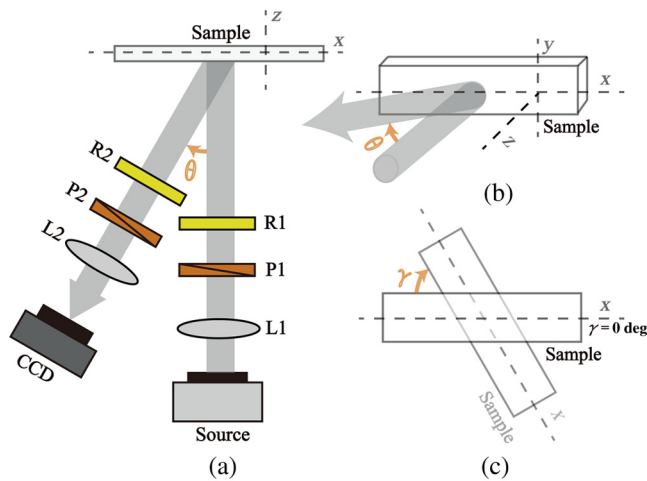 Sample
z
x
R2
θ
P2
L2
R1
P1
L1
CCD
Source
(a)
y
x
θ
z
Sample
(b)
γ
x
γ = 0 deg
Sample
Sample
x
(c)